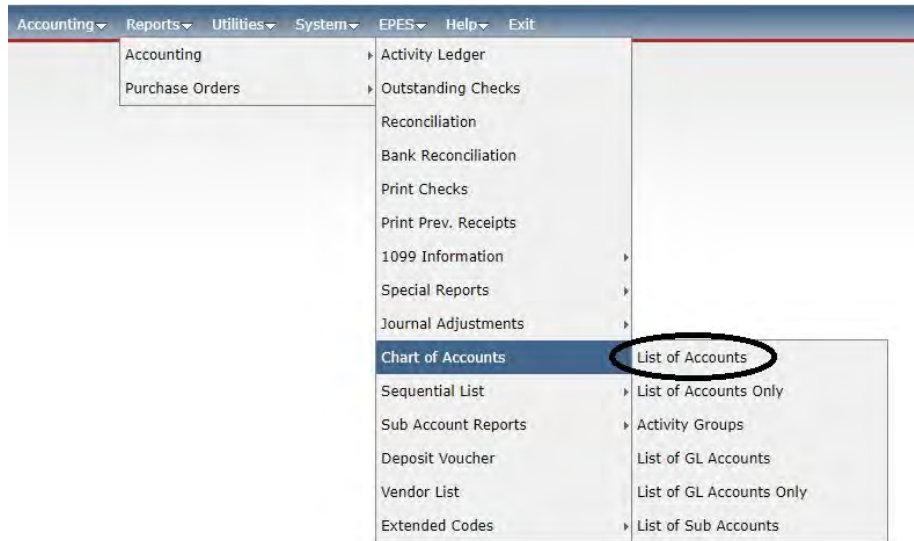 Accounting Reports Utilities System EPES Help Exit
Accounting
Purchase Orders
Activity Ledger
Outstanding Checks
Reconciliation
Bank Reconciliation
Print Checks
Print Prev. Receipts
1099 Information
Special Reports
Journal Adjustments
Chart of Accounts
Sequential List
Sub Account Reports
Deposit Voucher
Vendor List
Extended Codes
List of Accounts
List of Accounts Only
Activity Groups
List of GL Accounts
List of GL Accounts Only
List of Sub Accounts